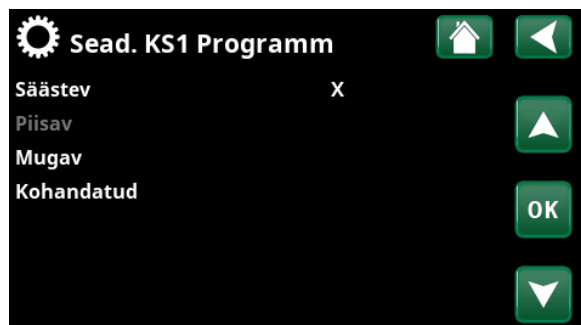 Sead. KS1 Programm
Säästev X
Piisav
Mugav
Kohandatud
OK